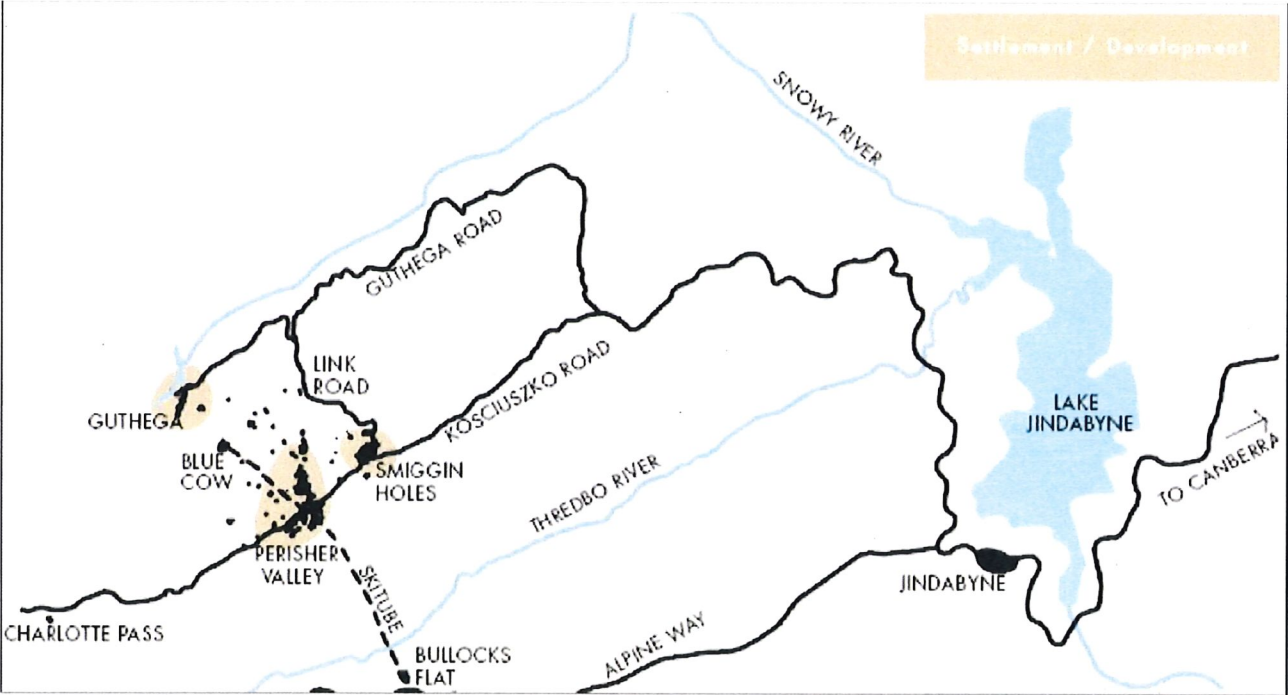 Settlement / Development
SNOWY RIVER
GUTHEGA ROAD
LINK
ROAD
KOSCIUSZKO ROAD
GUTHEGA
BLUE
COW
SMIGGIN
HOLES
LAKE
JINDABYNE
TO CANBERRA
THREDBO RIVER
PERISHER
VALLEY
SKITUBE
JINDABYNE
CHARLOTTE PASS
BULLOCKS
FLAT
ALPINE WAY